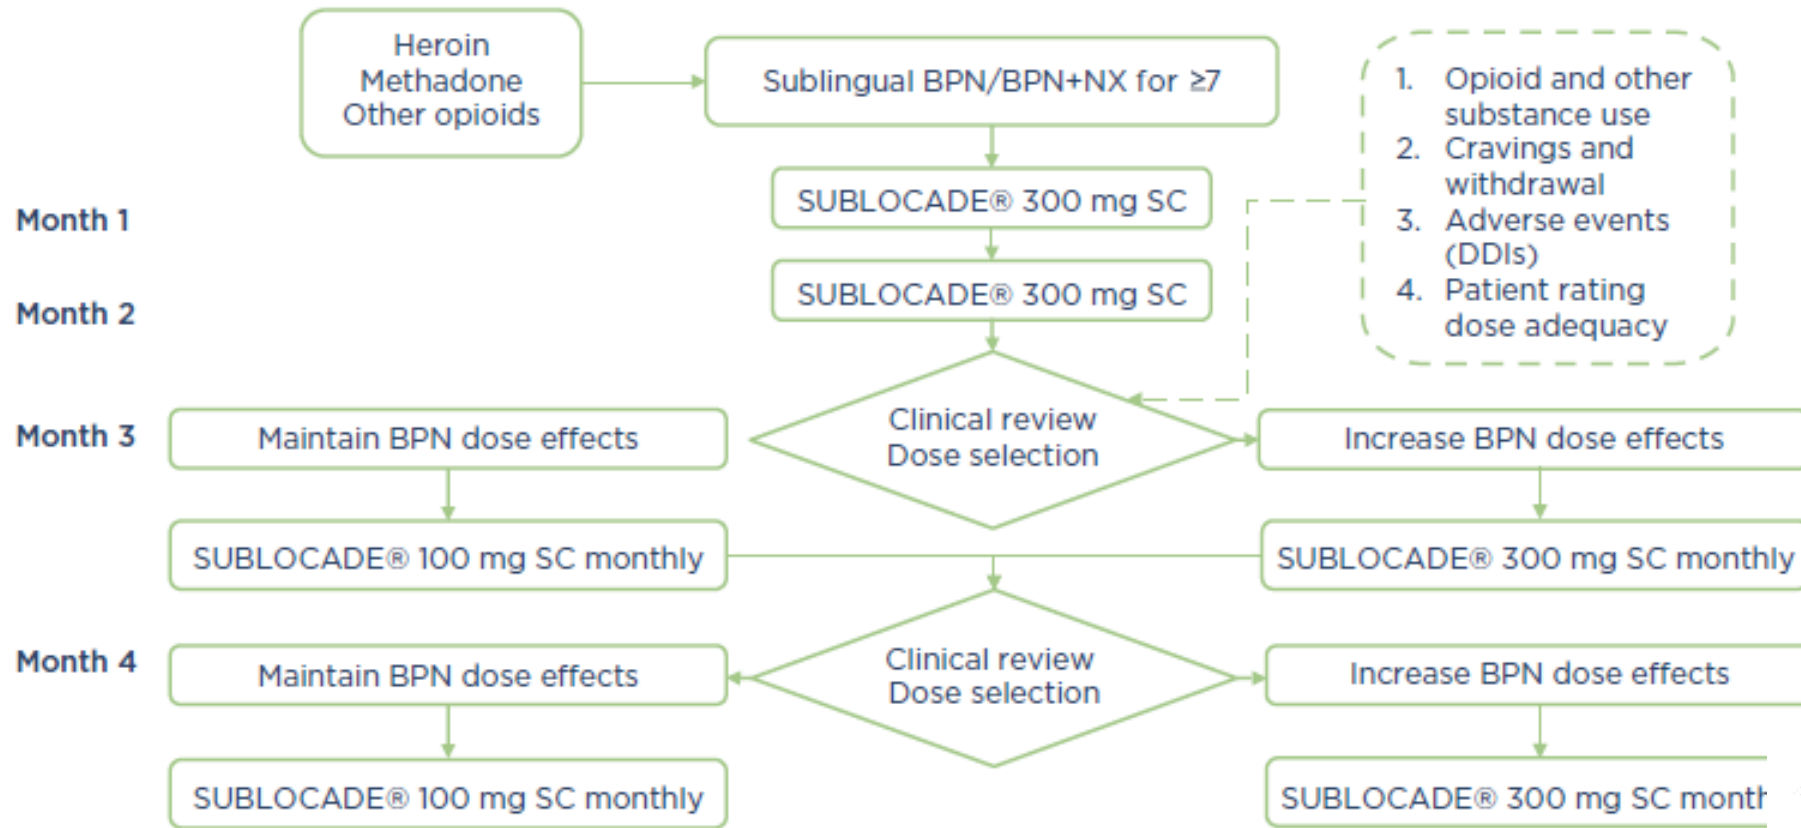 Heroin
Methadone
Other opioids
Sublingual BPN/BPN+NX for ≥7
1. Opioid and other
substance use
2. Cravings and
withdrawal
3. Adverse events
(DDIs)
4. Patient rating
dose adequacy
Month 1
SUBLOCADE® 300 mg SC
Month 2
SUBLOCADE® 300 mg SC
Month 3
Maintain BPN dose effects
Clinical review
Dose selection
Increase BPN dose effects
SUBLOCADE® 100 mg SC monthly
SUBLOCADE® 300 mg SC monthly
Month 4
Maintain BPN dose effects
Clinical review
Dose selection
Increase BPN dose effects
SUBLOCADE® 100 mg SC monthly
SUBLOCADE® 300 mg SC month